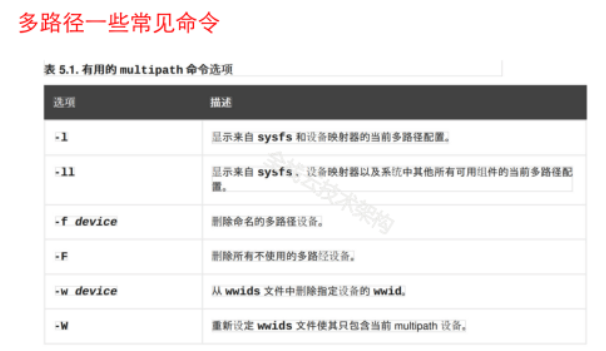 多路径一些常见命令
表 5.1. 有用的 multipath 命令选项
选项 描述
-l 显示来自 sysfs 和设备映射器的当前多路径配置。
-ll 显示来自 sysfs、设备映射器以及系统中其他所有可用组件的当前多路径配
置。
-f device 删除命名的多路径设备。
-F 删除所有不使用的多路径设备。
-w device 从 wwids 文件中删除指定设备的 wwid。
-W 重新设定 wwids 文件使其只包含当前 multipath 设备。